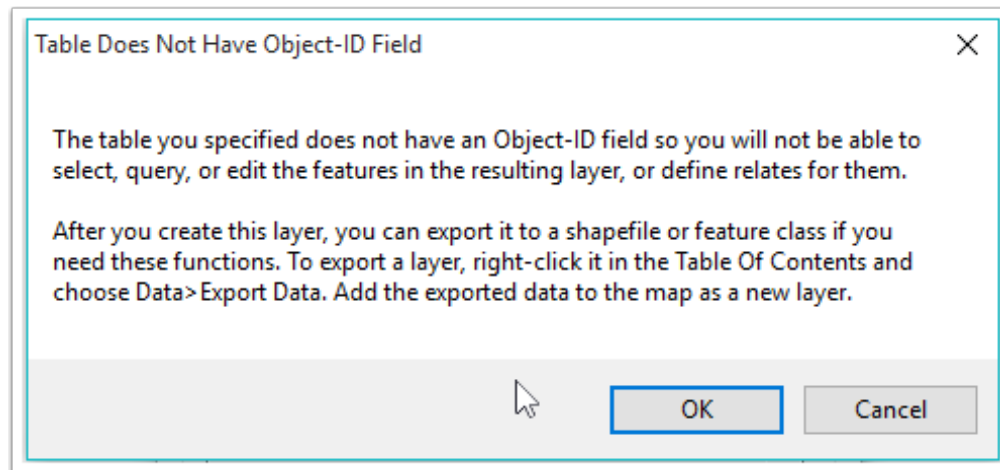 Table Does Not Have Object-ID Field
The table you specified does not have an Object-ID field so you will not be able to
select, query, or edit the features in the resulting layer, or define relates for them.
After you create this layer, you can export it to a shapefile or feature class if you
need these functions. To export a layer, right-click it in the Table Of Contents and
choose Data>Export Data. Add the exported data to the map as a new layer.
OK
Cancel